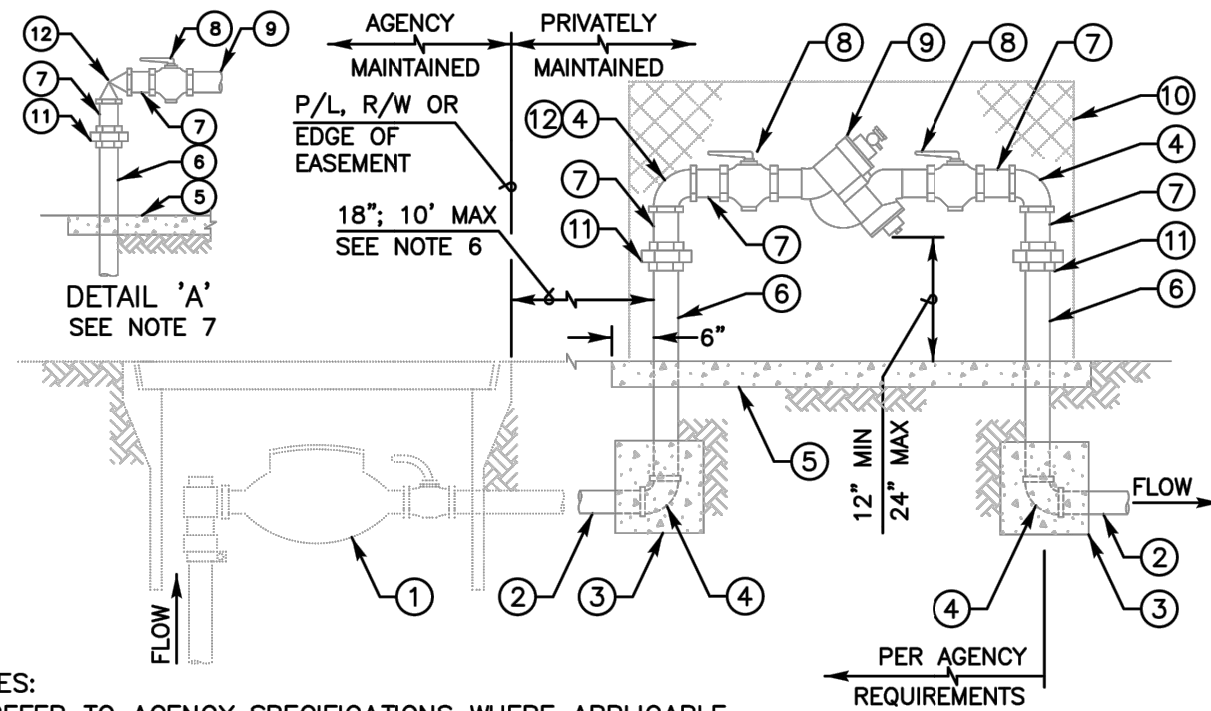 12
8
9
7
11
7
6
5
DETAIL 'A'
SEE NOTE 7
AGENCY
MAINTAINED
PRIVATELY
MAINTAINED
P/L, R/W OR
EDGE OF
EASEMENT
18"; 10' MAX
SEE NOTE 6
8
9
8
7
10
12 4
4
7
7
7
11
11
6
6
6"
12" MIN
24" MAX
5
FLOW
FLOW
1
2
3
4
4
2
3
PER AGENCY
REQUIREMENTS
ES:
REFER TO AGENCY SPECIFICATIONS WHERE APPLICABLE